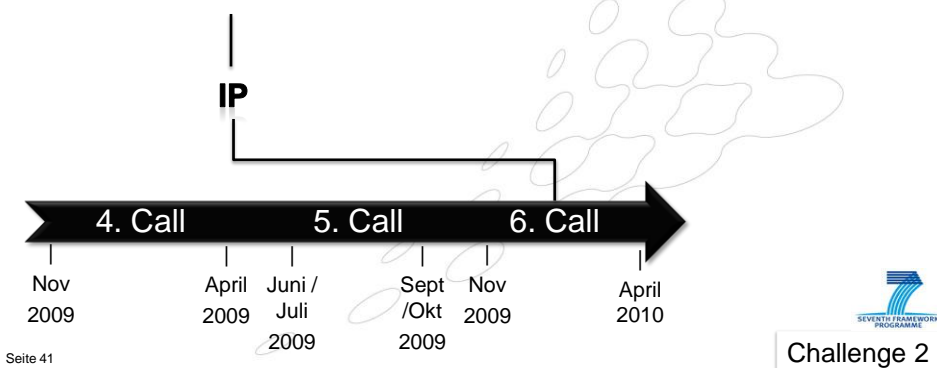 IP
4. Call 5. Call 6. Call
Nov
2009
April
2009
Juni /
Juli
2009
Sept
/Okt
2009
Nov
2009
April
2010
SEVENTH FRAMEWORK
PROGRAMME
Seite 41
Challenge 2